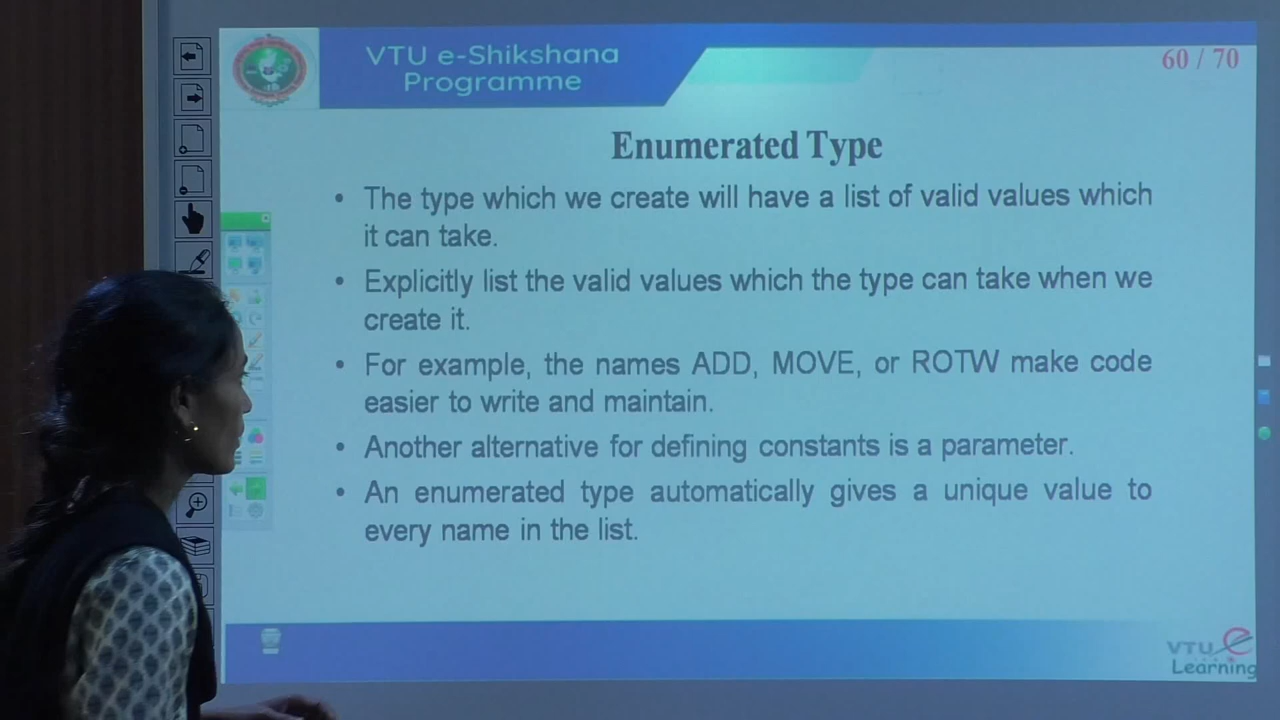 VTU e-Shikshana
Programme
60 / 70
Enumerated Type
• The type which we create will have a list of valid values which
it can take.
• Explicitly list the valid values which the type can take when we
create it.
• For example, the names ADD, MOVE, or ROTW make code
easier to write and maintain.
• Another alternative for defining constants is a parameter.
• An enumerated type automatically gives a unique value to
every name in the list.
VTU e
Learning